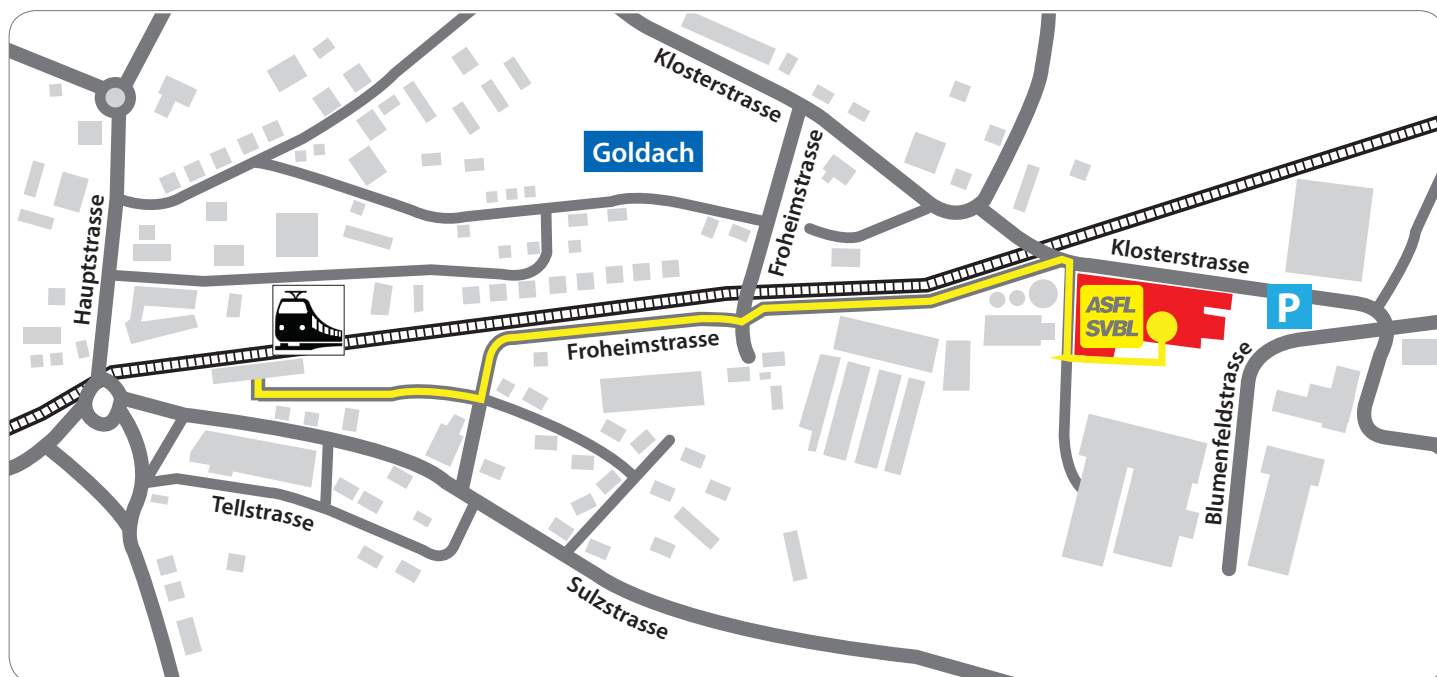 Klosterstrasse
Goldach
Froheimstrasse
Hauptstrasse
Klosterstrasse
ASFL
SVBL
P
Froheimstrasse
Blumenfeldstrasse
Tellstrasse
Sulzstrasse